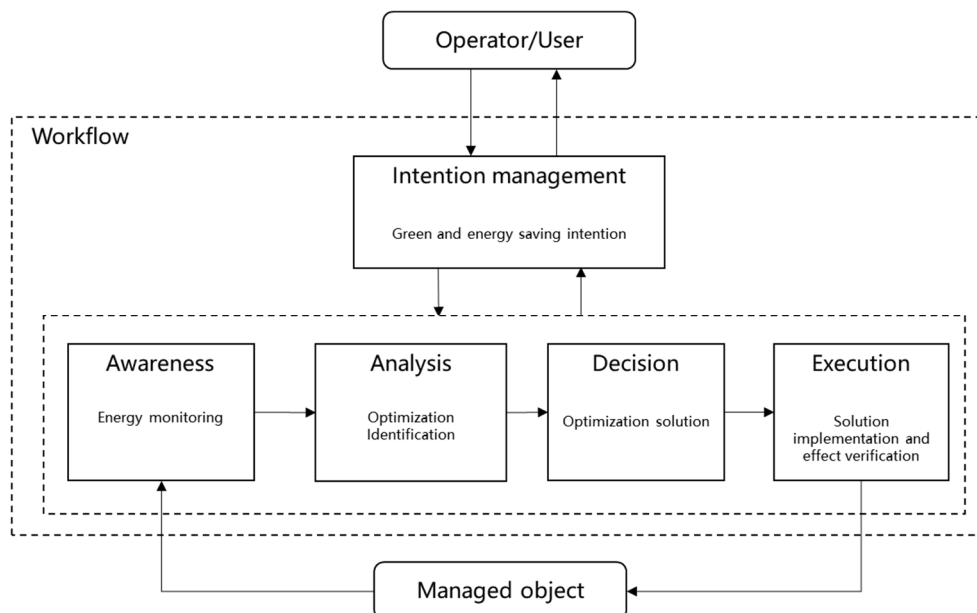 Operator/User
Workflow
Intention management
Green and energy saving intention
Awareness
Energy monitoring
Analysis
Optimization
Identification
Decision
Optimization solution
Execution
Solution
implementation and
effect verification
Managed object